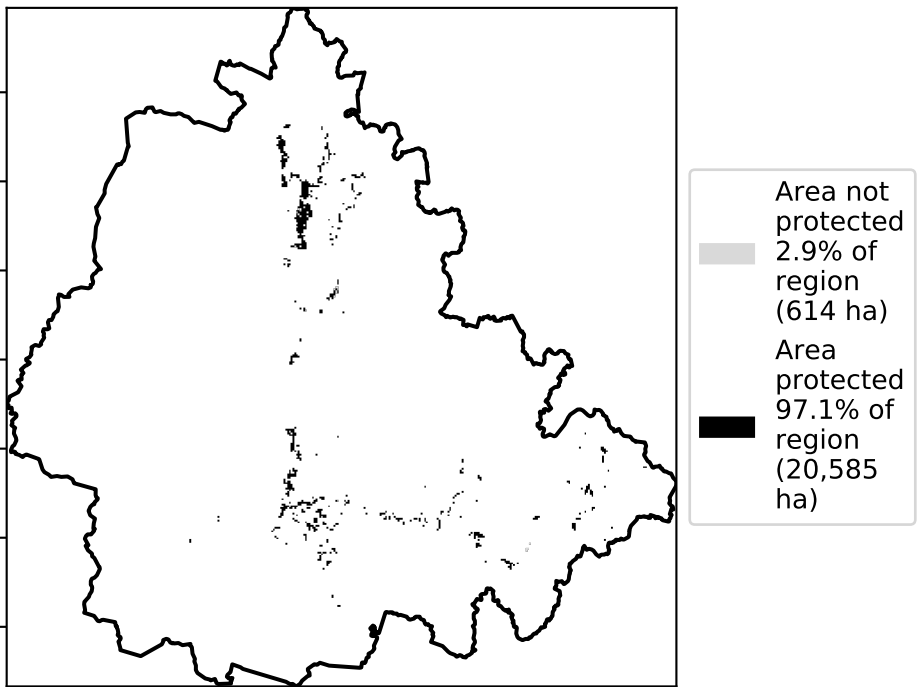 Area not
protected
2.9% of
region
(614 ha)
Area
protected
97.1% of
region
(20,585
ha)